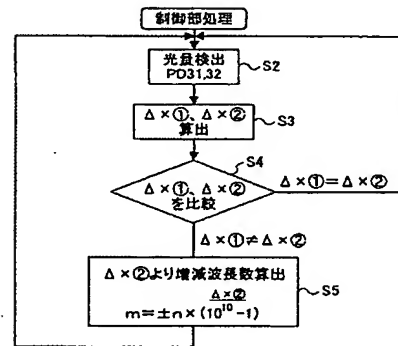 制御部処理
光量検出
PD31,32
S2
Δ×①、Δ×②
算出
S3
S4
Δ×①、Δ×②
を比較
Δ×①=Δ×②
Δ×①≠Δ×②
Δ×②より増減波長数算出
m=±n×(10^(Δ×②/10)−1)
S5